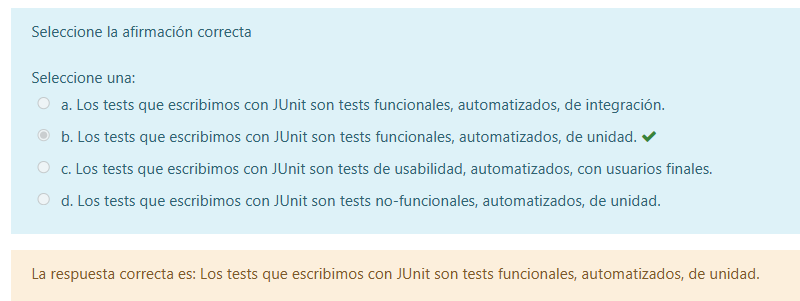 Seleccione la afirmación correcta
Seleccione una:
a. Los tests que escribimos con JUnit son tests funcionales, automatizados, de integración.
b. Los tests que escribimos con JUnit son tests funcionales, automatizados, de unidad.
c. Los tests que escribimos con JUnit son tests de usabilidad, automatizados, con usuarios finales.
d. Los tests que escribimos con JUnit son tests no-funcionales, automatizados, de unidad.
La respuesta correcta es: Los tests que escribimos con JUnit son tests funcionales, automatizados, de unidad.